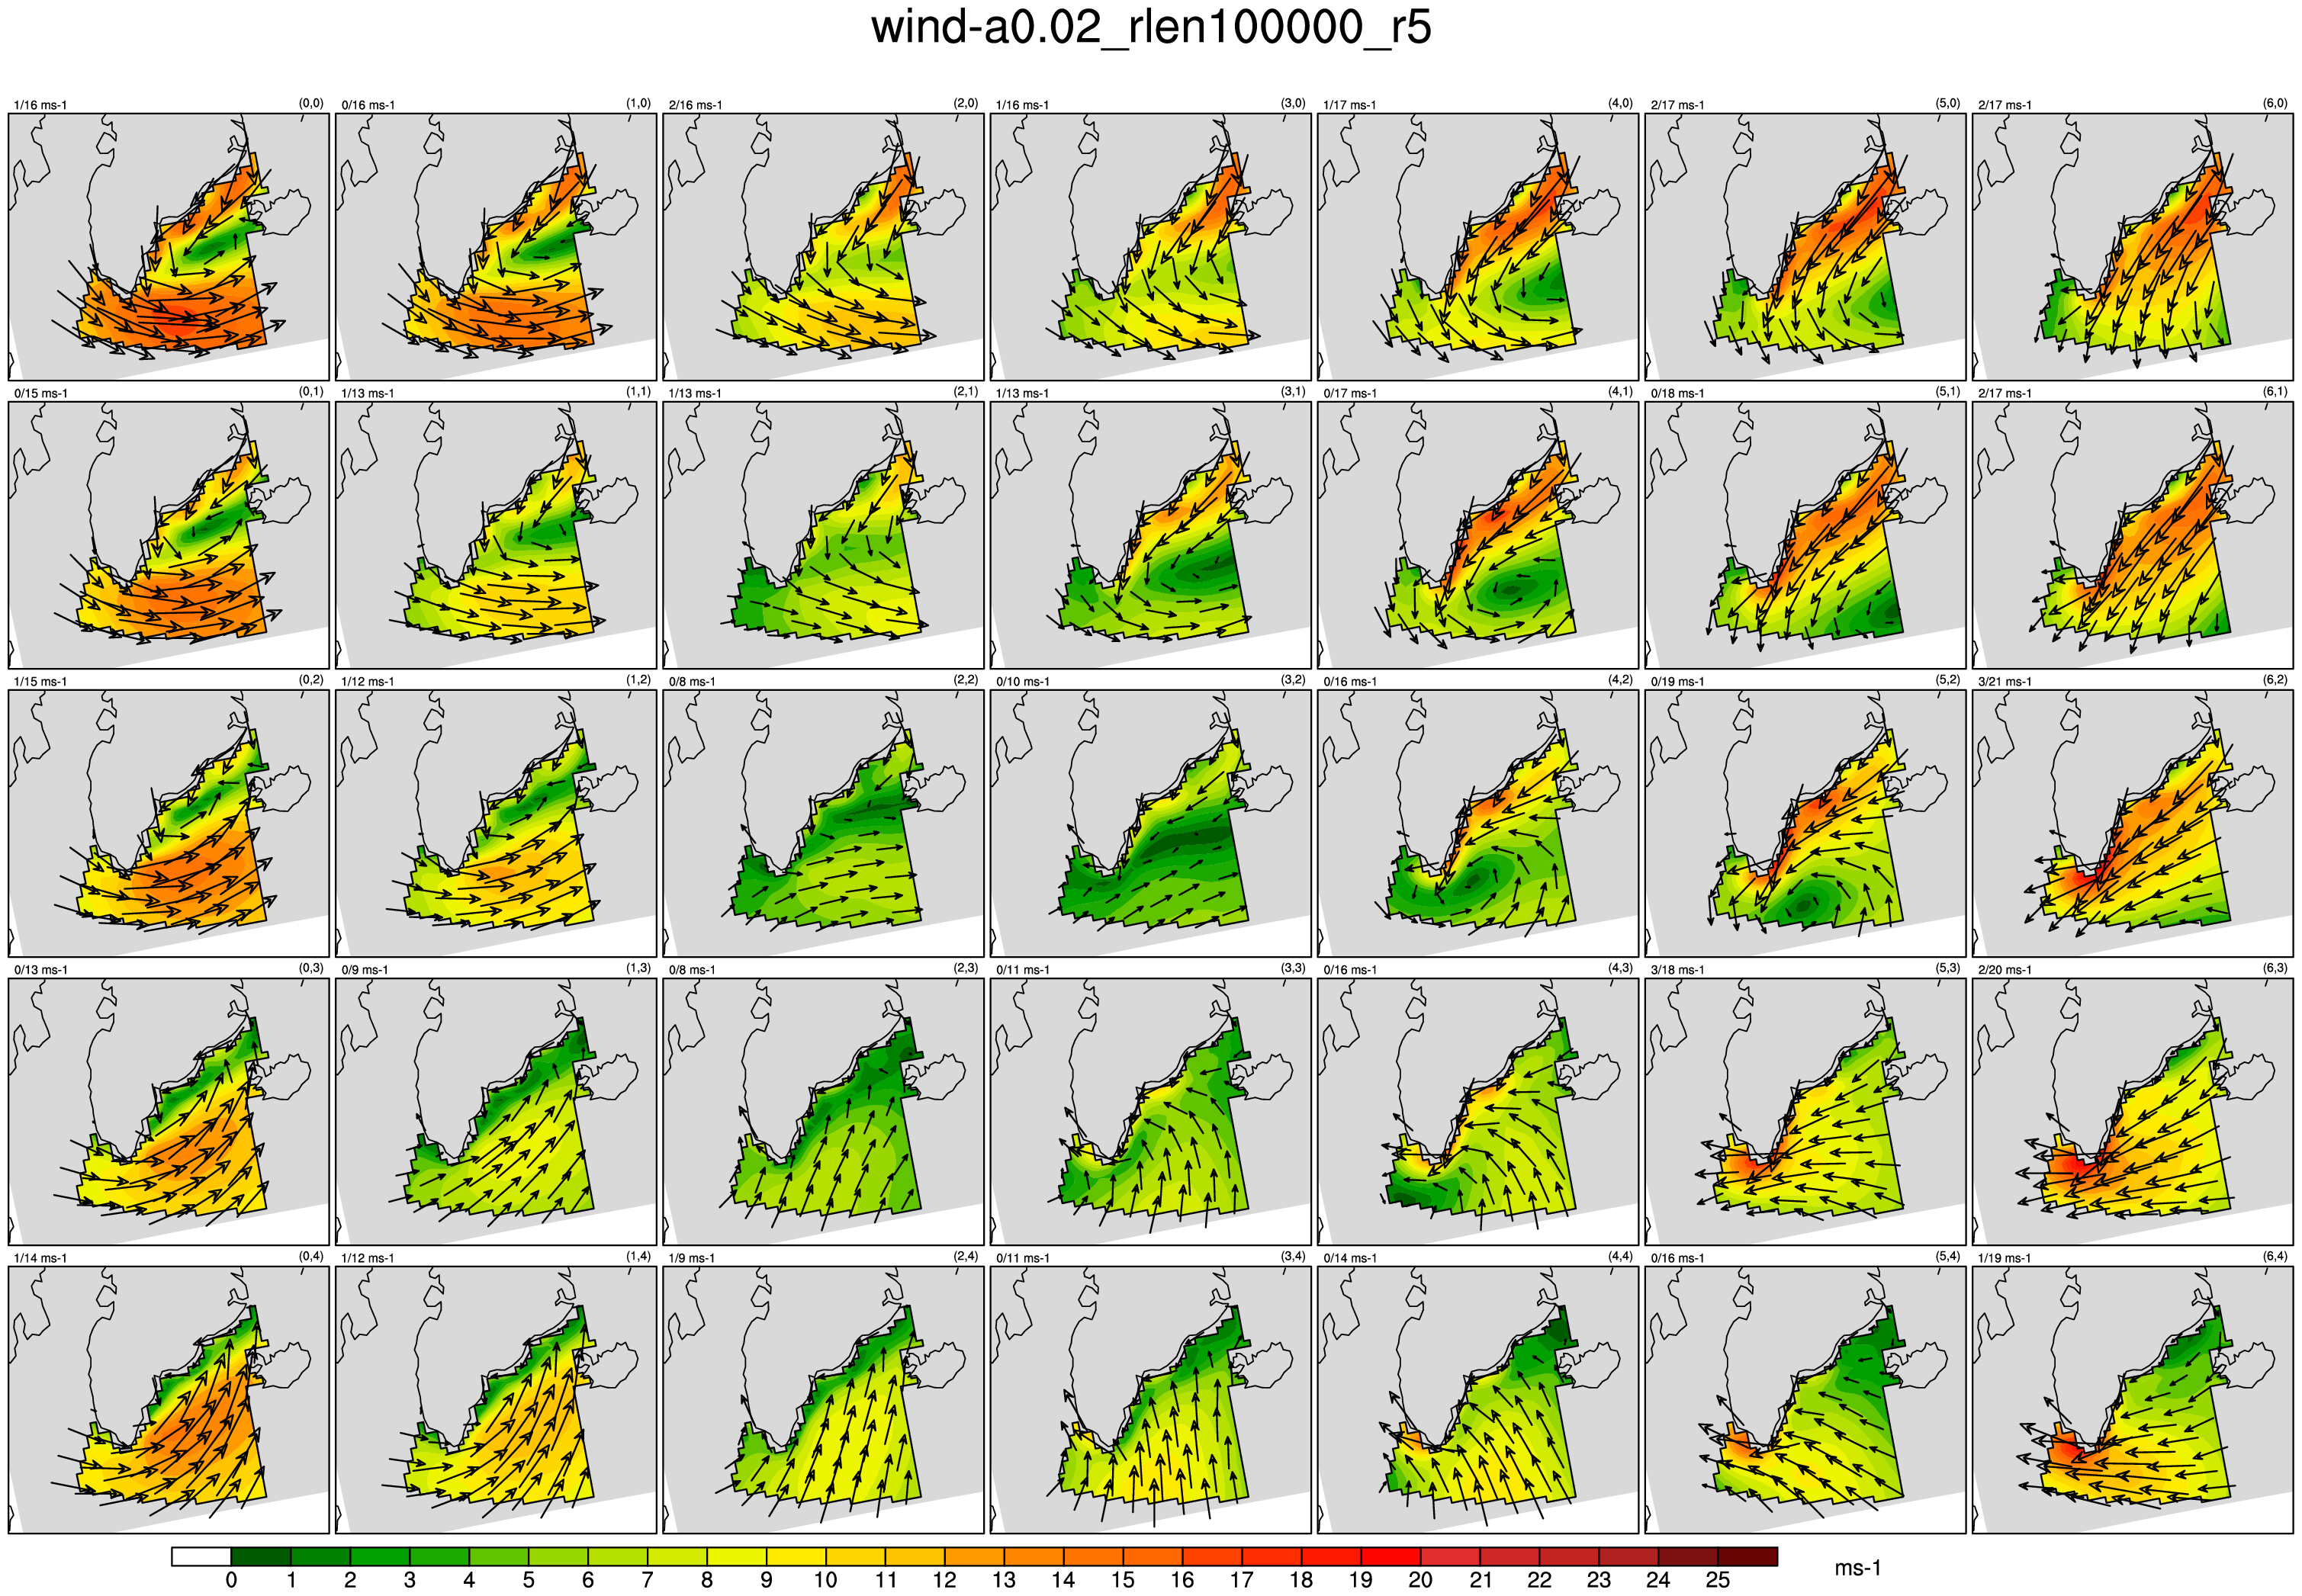 wind-a0.02_rlen100000_r5
1/16 ms-1 (0,0) 0/16 ms-1 (1,0) 2/16 ms-1 (2,0) 1/16 ms-1 (3,0) 1/17 ms-1 (4,0) 2/17 ms-1 (5,0) 2/17 ms-1 (6,0)
0/15 ms-1 (0,1) 1/13 ms-1 (1,1) 1/13 ms-1 (2,1) 1/13 ms-1 (3,1) 0/17 ms-1 (4,1) 0/18 ms-1 (5,1) 2/17 ms-1 (6,1)
1/15 ms-1 (0,2) 1/12 ms-1 (1,2) 0/8 ms-1 (2,2) 0/10 ms-1 (3,2) 0/16 ms-1 (4,2) 0/19 ms-1 (5,2) 3/21 ms-1 (6,2)
0/13 ms-1 (0,3) 0/9 ms-1 (1,3) 0/8 ms-1 (2,3) 0/11 ms-1 (3,3) 0/16 ms-1 (4,3) 3/18 ms-1 (5,3) 2/20 ms-1 (6,3)
1/14 ms-1 (0,4) 1/12 ms-1 (1,4) 1/9 ms-1 (2,4) 0/11 ms-1 (3,4) 0/14 ms-1 (4,4) 0/16 ms-1 (5,4) 1/19 ms-1 (6,4)
0 1 2 3 4 5 6 7 8 9 10 11 12 13 14 15 16 17 18 19 20 21 22 23 24 25 ms-1